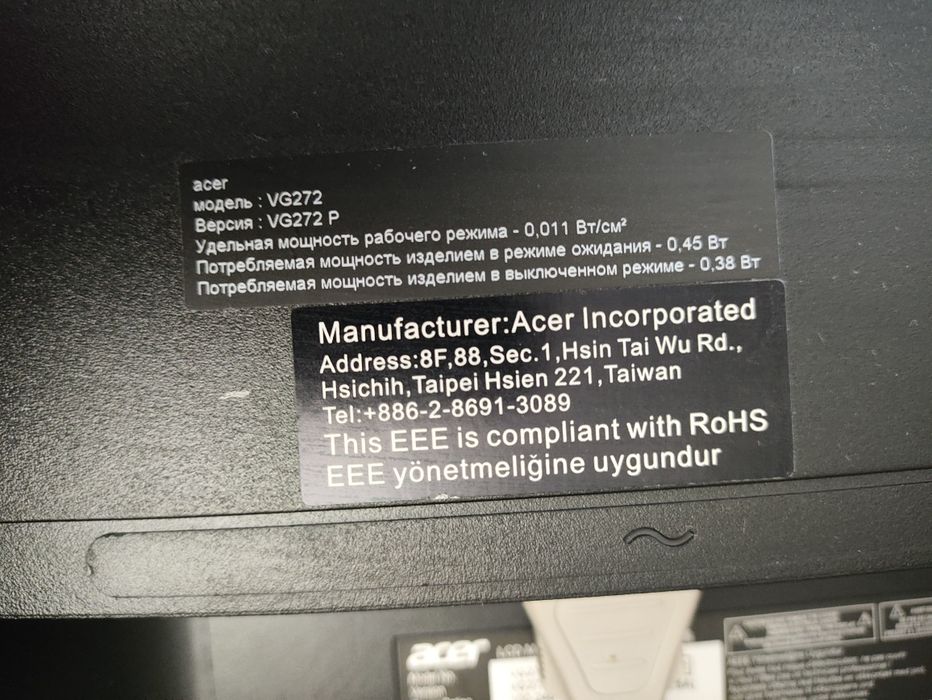 acer
модель : VG272
Версия : VG272 P
Удельная мощность рабочего режима - 0,011 Вт/см²
Потребляемая мощность изделием в режиме ожидания - 0,45 Вт
Потребляемая мощность изделием в выключенном режиме - 0,38 Вт
Manufacturer:Acer Incorporated
Address:8F,88,Sec.1,Hsin Tai Wu Rd.,
Hsichih,Taipei Hsien 221,Taiwan
Tel:+886-2-8691-3089
This EEE is compliant with RoHS
EEE yönetmeliğine uygundur
acer